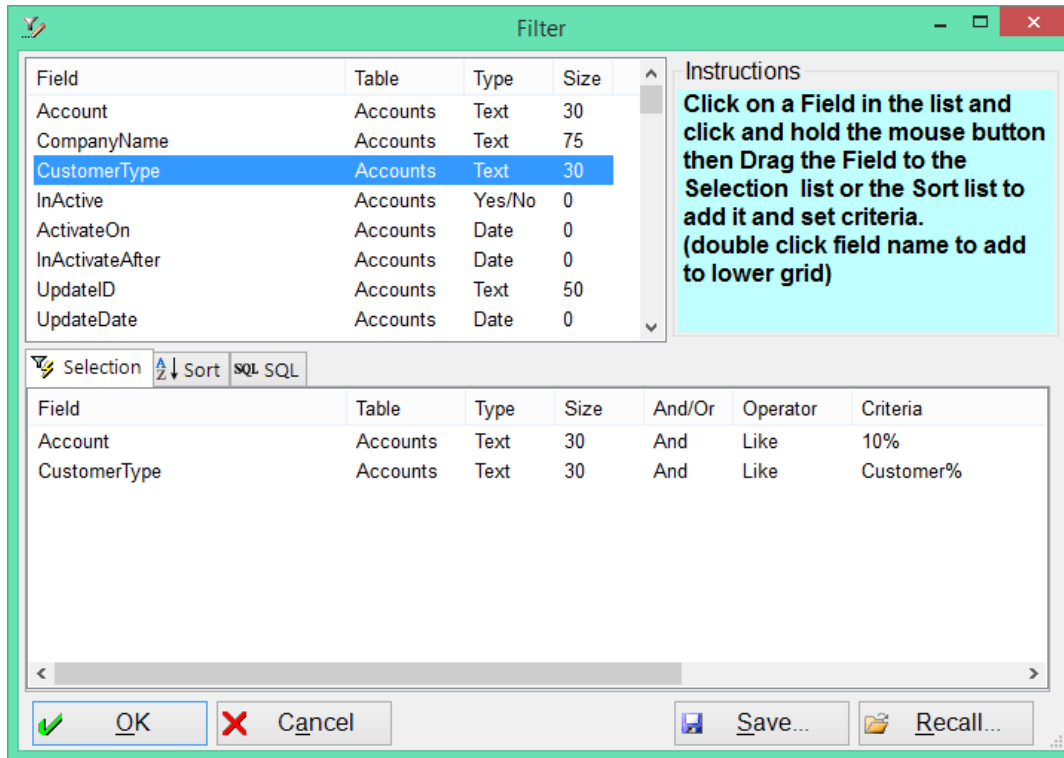 Filter
Field Table Type Size
Account Accounts Text 30
CompanyName Accounts Text 75
CustomerType Accounts Text 30
InActive Accounts Yes/No 0
ActivateOn Accounts Date 0
InActivateAfter Accounts Date 0
UpdateID Accounts Text 50
UpdateDate Accounts Date 0
Instructions
Click on a Field in the list and
click and hold the mouse button
then Drag the Field to the
Selection list or the Sort list to
add it and set criteria.
(double click field name to add
to lower grid)
Selection A Z Sort SQL SQL
Field Table Type Size And/Or Operator Criteria
Account Accounts Text 30 And Like 10%
CustomerType Accounts Text 30 And Like Customer%
OK Cancel Save... Recall...